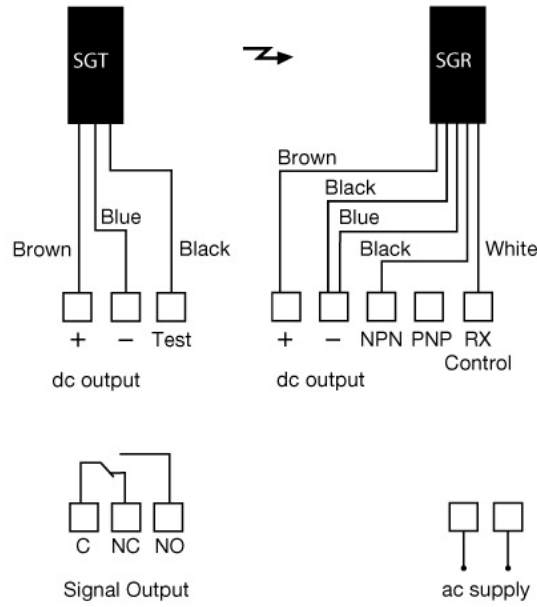 SGT
SGR
Brown
Blue
Black
+ − Test
dc output
Brown
Black
Blue
Black
White
+ − NPN PNP RX
Control
dc output
C NC NO
Signal Output
ac supply